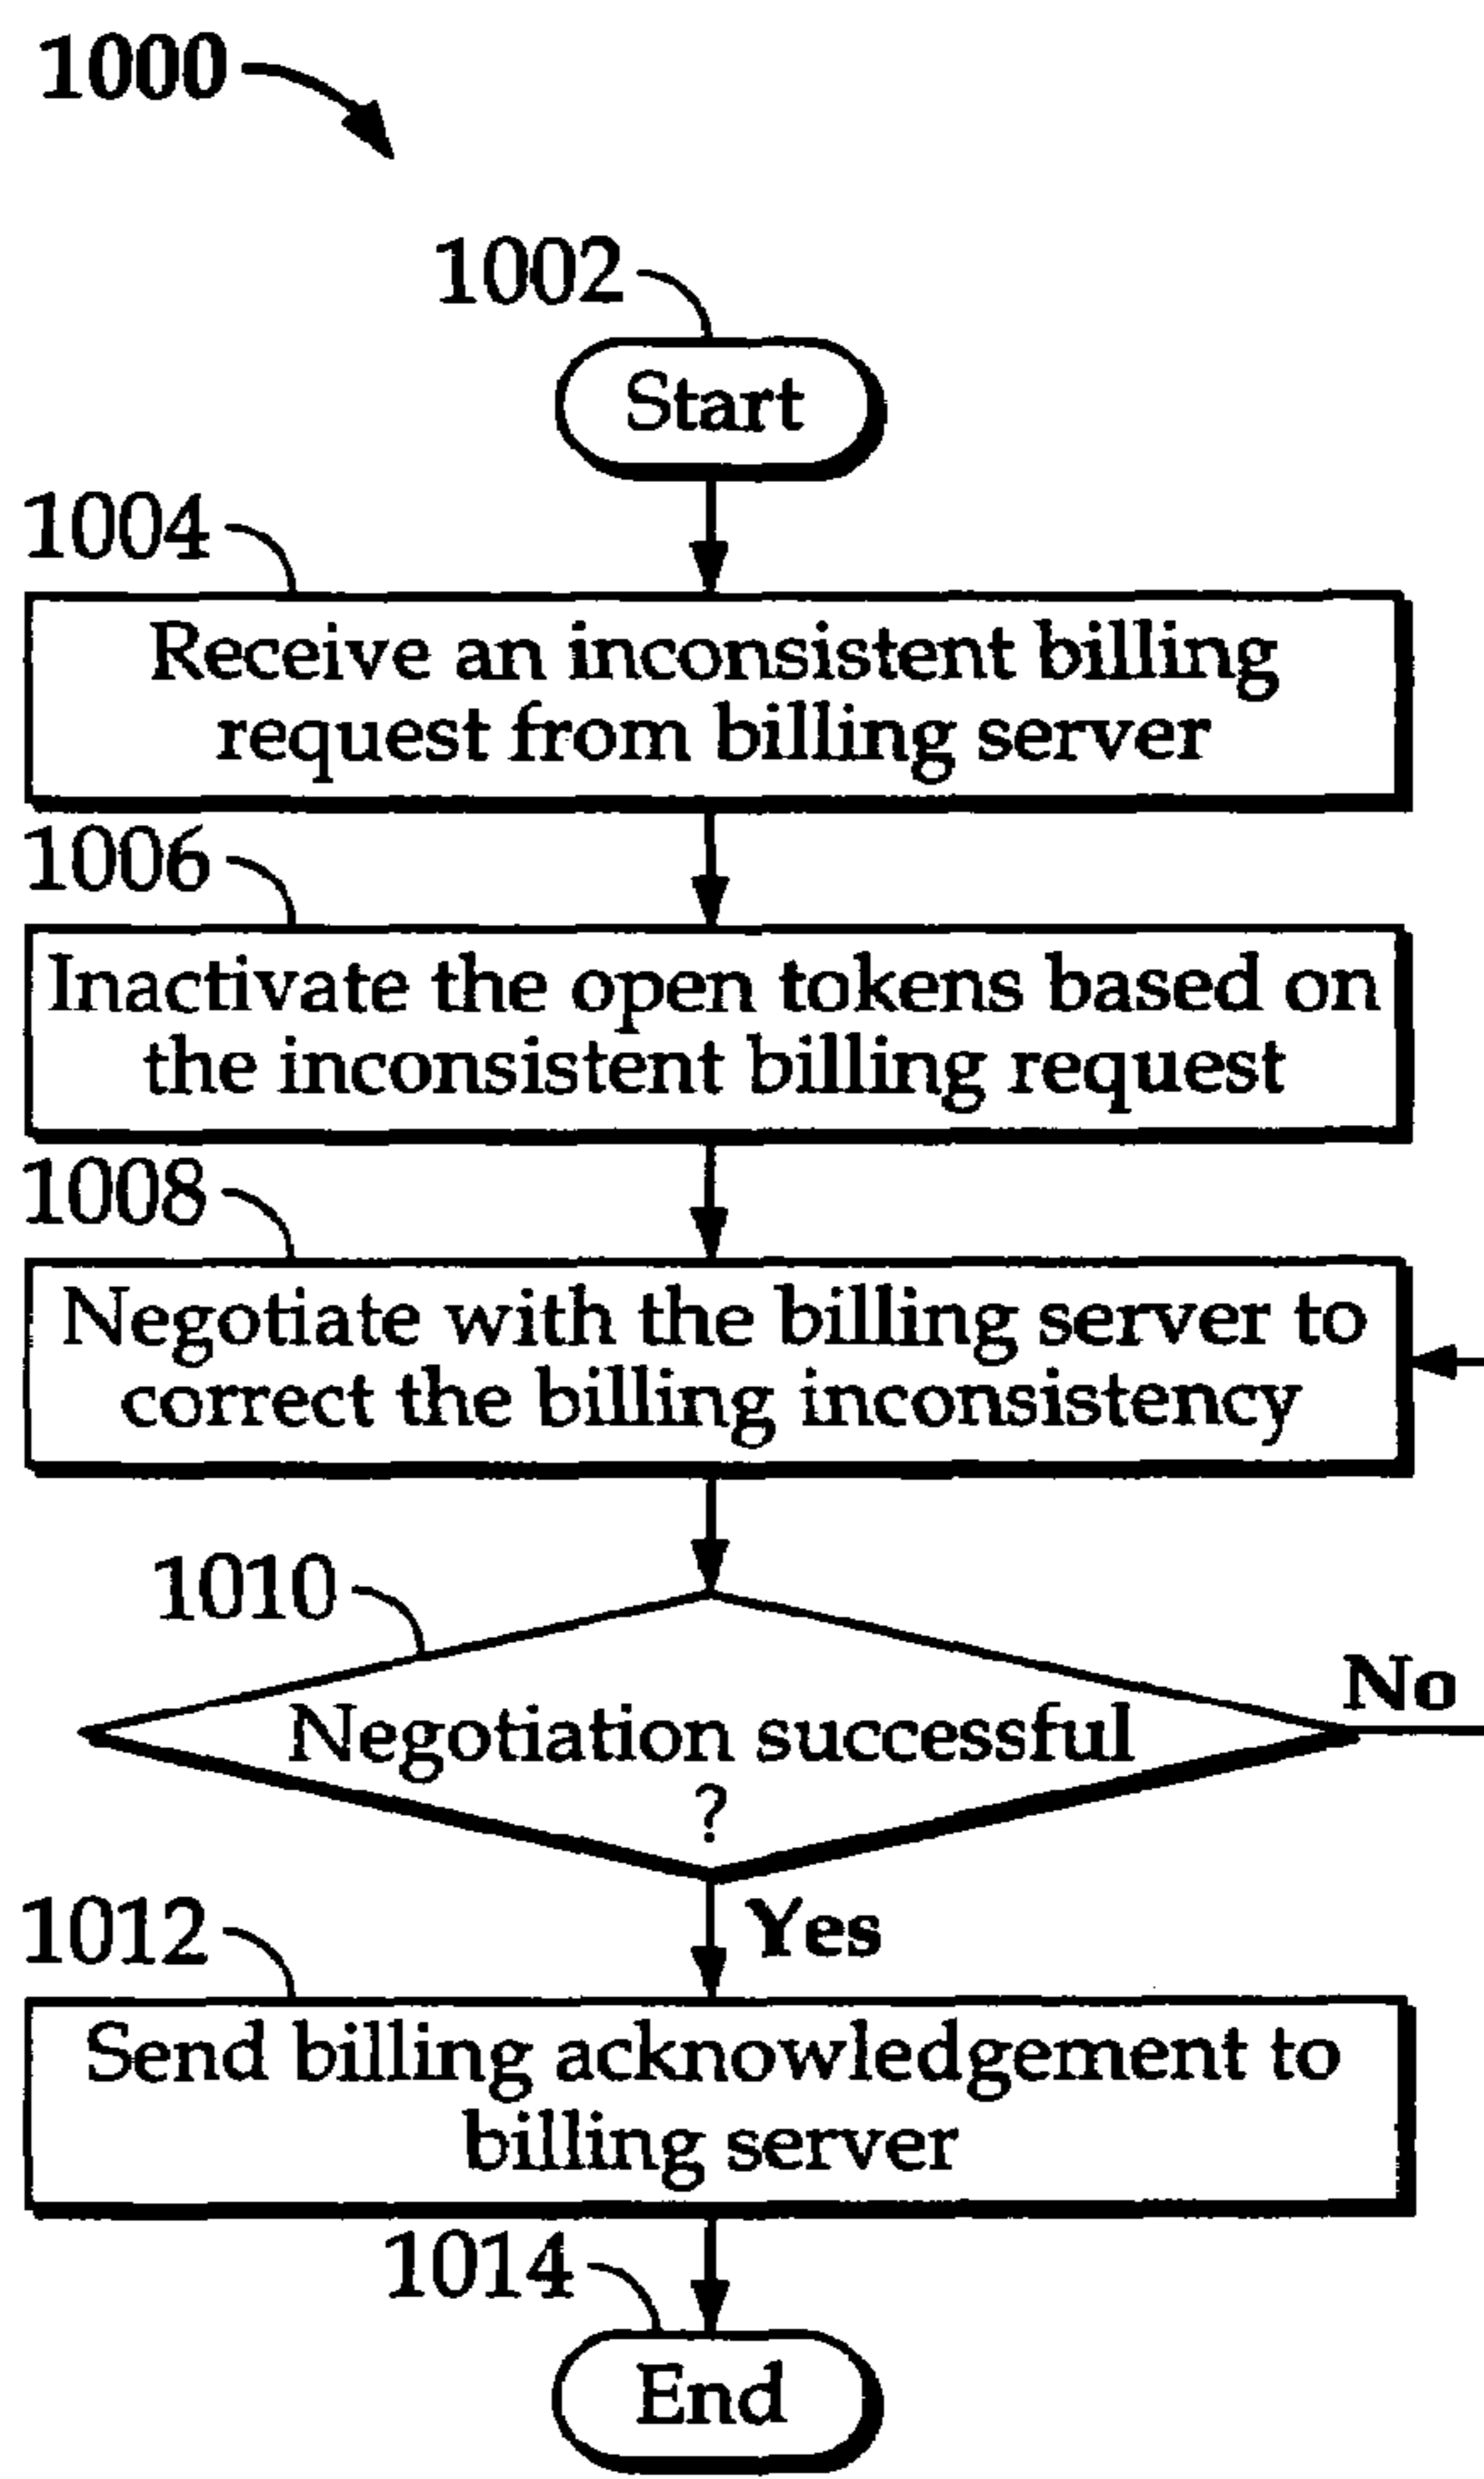 1000
1002
Start
1004
Receive an inconsistent billing
request from billing server
1006
Inactivate the open tokens based on
the inconsistent billing request
1008
Negotiate with the billing server to
correct the billing inconsistency
1010
Negotiation successful
?
No
Yes
1012
Send billing acknowledgement to
billing server
1014
End